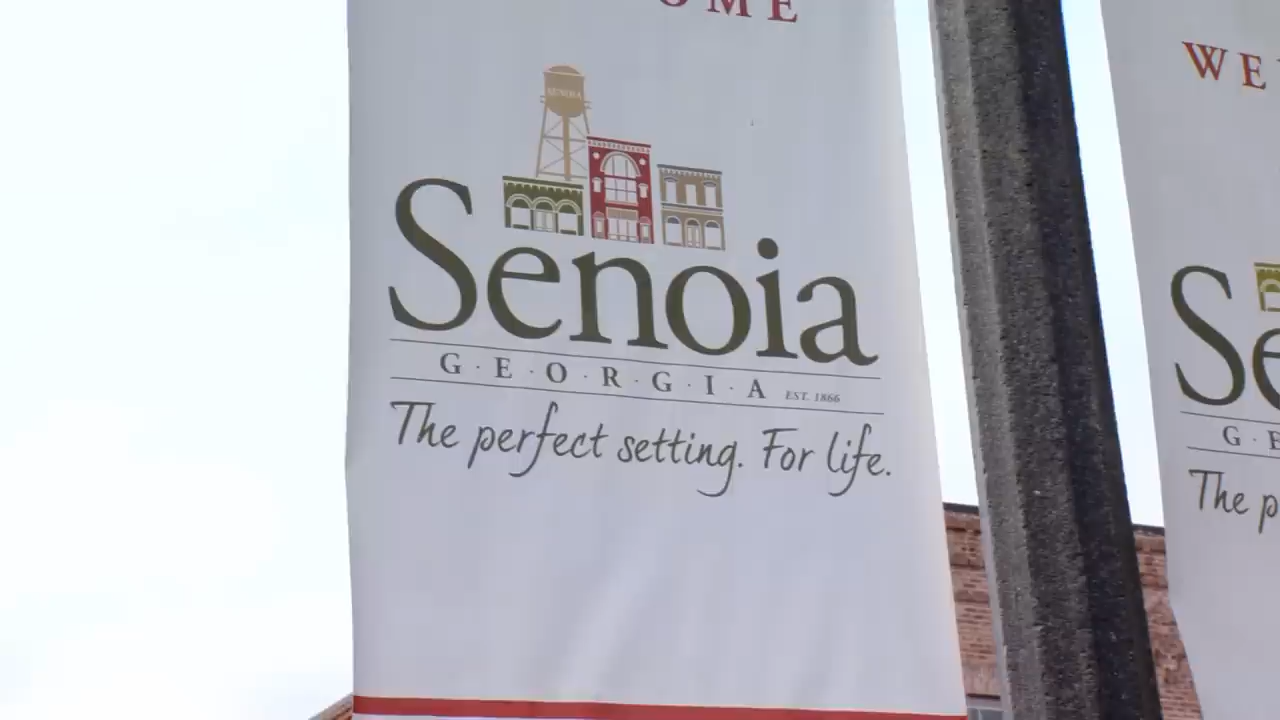 OME
SENOIA
Senoia
G·E·O·R·G·I·A EST. 1866
The perfect setting. For life.
WE
Se
G·E
The p